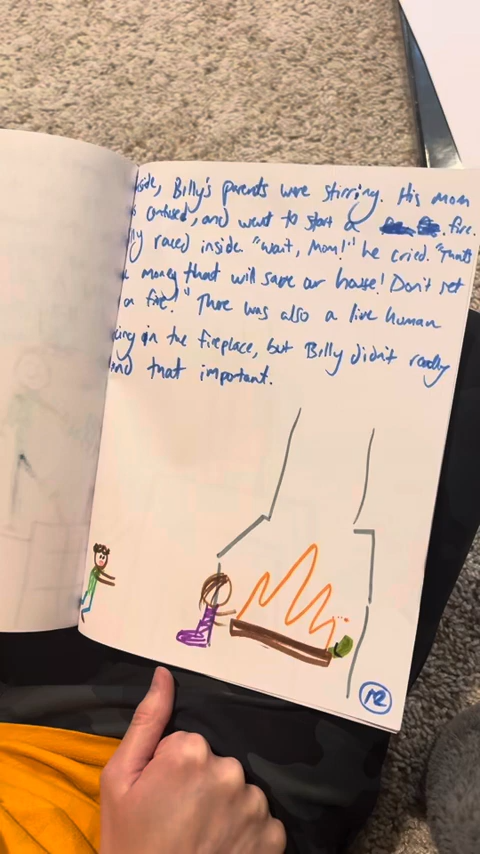 side, Billy's parents were stirring. His mom
s confused, and went to start a fire.
lly raced inside. "Wait, Mom!" he cried. "That's
e money that will save our house! Don't set
on fire!" There was also a live human
cing in the fireplace, but Billy didn't really
ind that important.
12